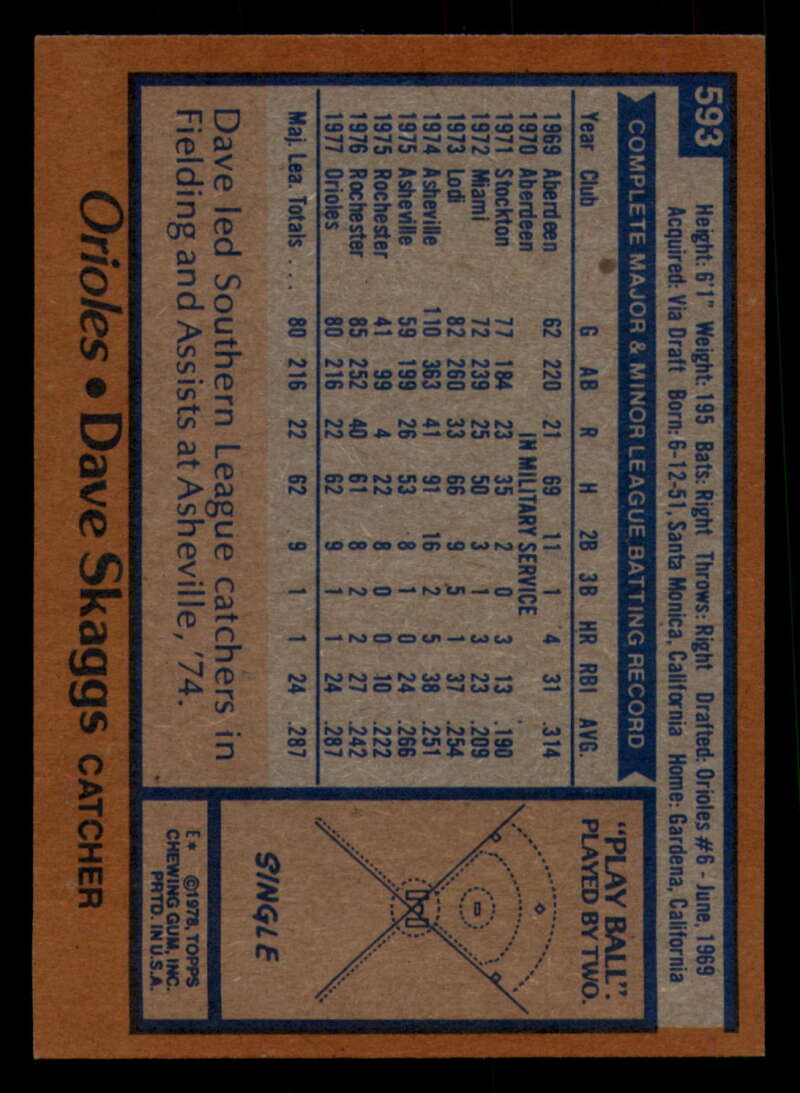 593
Height: 6'1" Weight: 195 Bats: Right Throws: Right Drafted: Orioles #6 - June, 1969
Acquired: Via Draft Born: 6-12-51, Santa Monica, California Home: Gardena, California
COMPLETE MAJOR & MINOR LEAGUE BATTING RECORD
Year Club G AB R H 2B 3B HR RBI AVG.
1969 Aberdeen 62 220 21 69 11 1 4 31 .314
1970 Aberdeen IN MILITARY SERVICE
1971 Stockton 77 184 23 35 2 0 3 13 .190
1972 Miami 72 239 25 50 3 1 3 23 .209
1973 Lodi 82 260 33 66 9 5 1 37 .254
1974 Asheville 110 363 41 91 16 2 5 38 .251
1975 Asheville 59 199 26 53 8 1 0 24 .266
1975 Rochester 41 99 4 22 8 0 0 10 .222
1976 Rochester 85 252 40 61 8 2 2 27 .242
1977 Orioles 80 216 22 62 9 1 1 24 .287
Maj. Lea. Totals . . . 80 216 22 62 9 1 1 24 .287
Dave led Southern League catchers in
Fielding and Assists at Asheville, '74.
"PLAY BALL"
PLAYED BY TWO.
SINGLE
E* ©1978, TOPPS
CHEWING GUM, INC.
PRTD. IN U.S.A.
Orioles • Dave Skaggs CATCHER